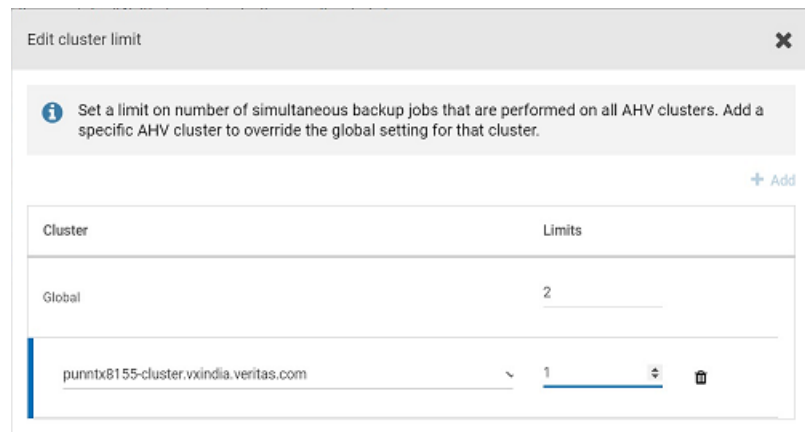 Edit cluster limit
Set a limit on number of simultaneous backup jobs that are performed on all AHV clusters. Add a
specific AHV cluster to override the global setting for that cluster.
+ Add
Cluster Limits
Global 2
punntx8155-cluster.vxindia.veritas.com 1